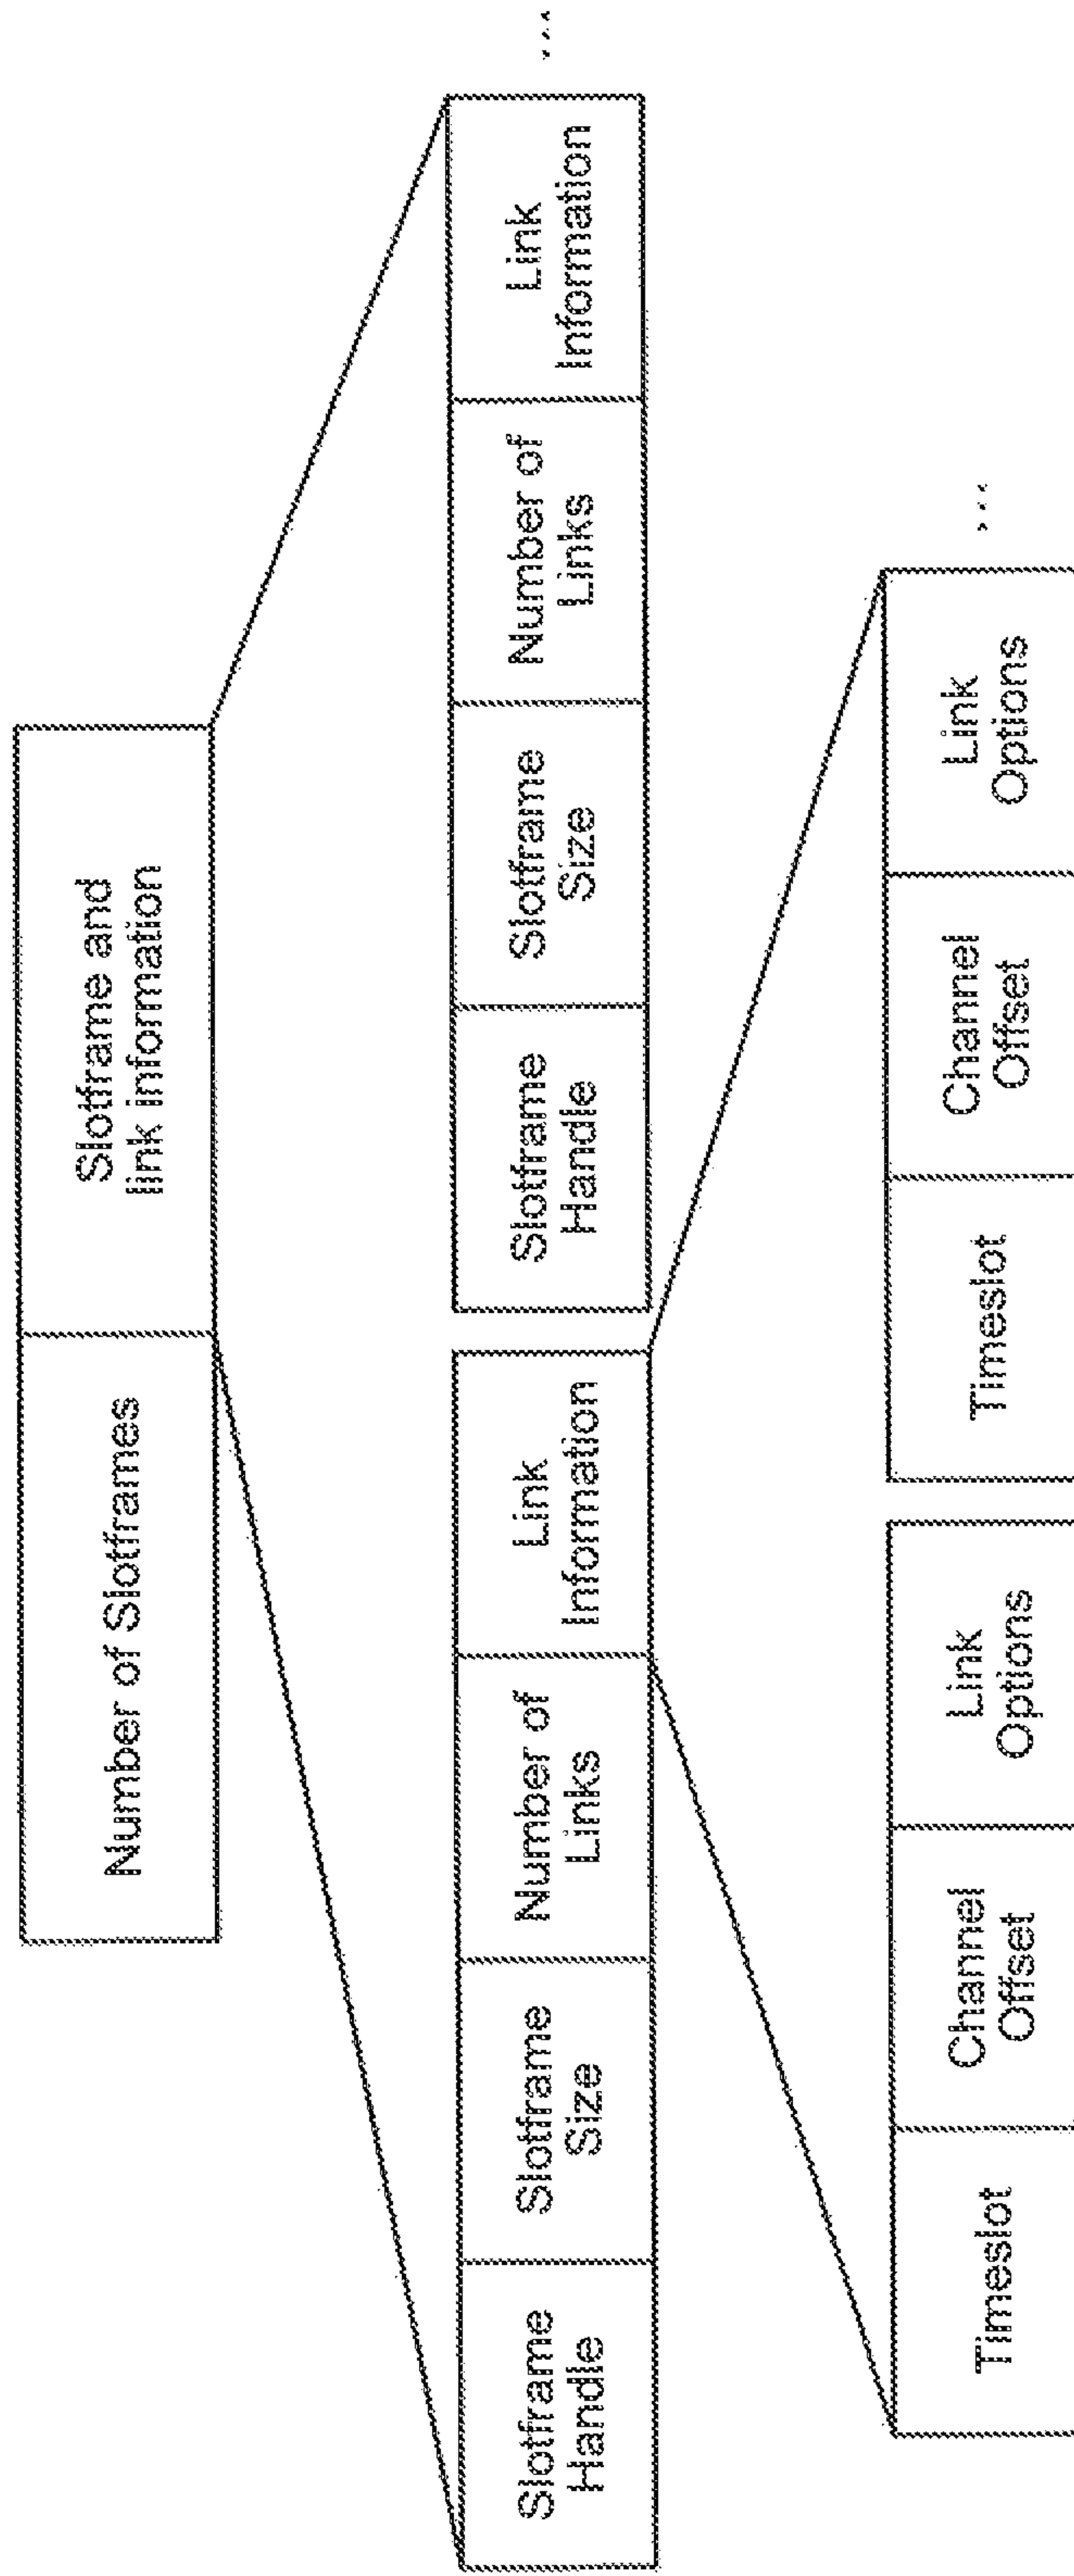 Number of Slotframes
Slotframe and
link information
Slotframe
Handle
Slotframe
Size
Number of
Links
Link
Information
Slotframe
Handle
Slotframe
Size
Number of
Links
Link
Information
...
Timeslot
Channel
Offset
Link
Options
Timeslot
Channel
Offset
Link
Options
...